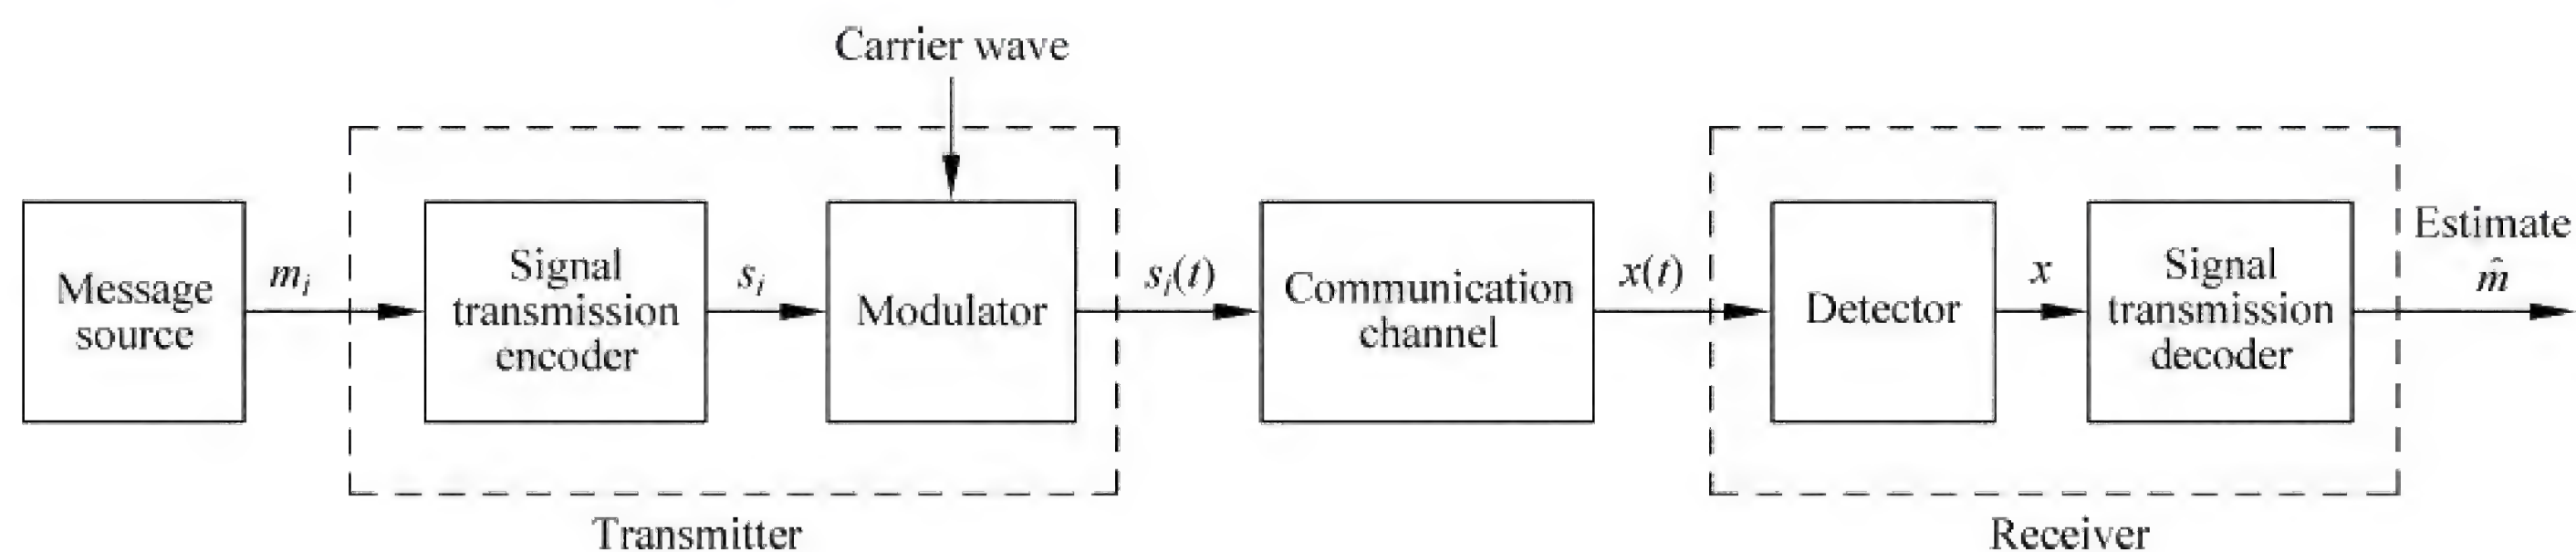 Carrier wave
Message
source
m_i
Signal
transmission
encoder
s_i
Modulator
s_i(t)
Communication
channel
x(t)
Detector
x
Signal
transmission
decoder
Estimate
m̂
Transmitter
Receiver